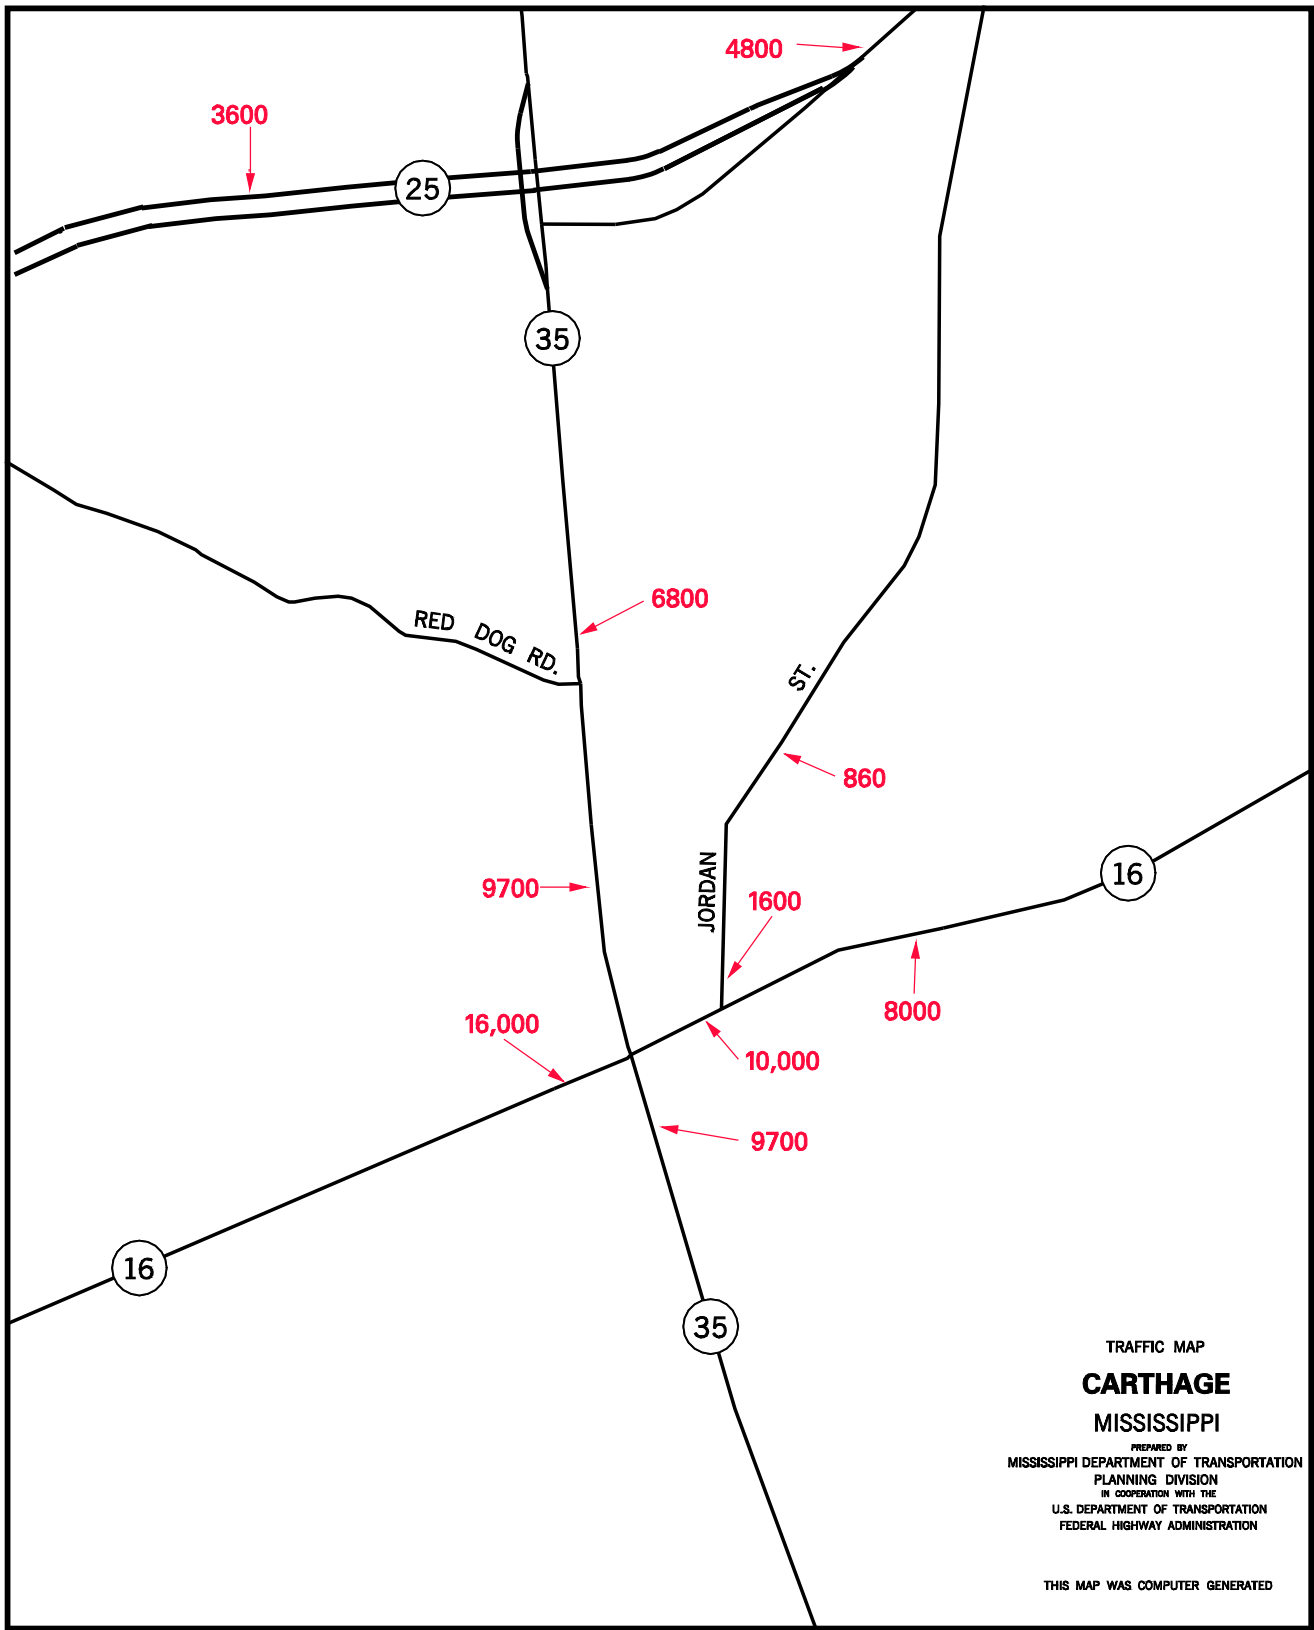 4800
3600
25
35
RED DOG RD.
6800
ST.
860
JORDAN
16
9700
1600
8000
16,000
10,000
9700
16
35
TRAFFIC MAP
CARTHAGE
MISSISSIPPI
PREPARED BY
MISSISSIPPI DEPARTMENT OF TRANSPORTATION
PLANNING DIVISION
IN COOPERATION WITH THE
U.S. DEPARTMENT OF TRANSPORTATION
FEDERAL HIGHWAY ADMINISTRATION
THIS MAP WAS COMPUTER GENERATED